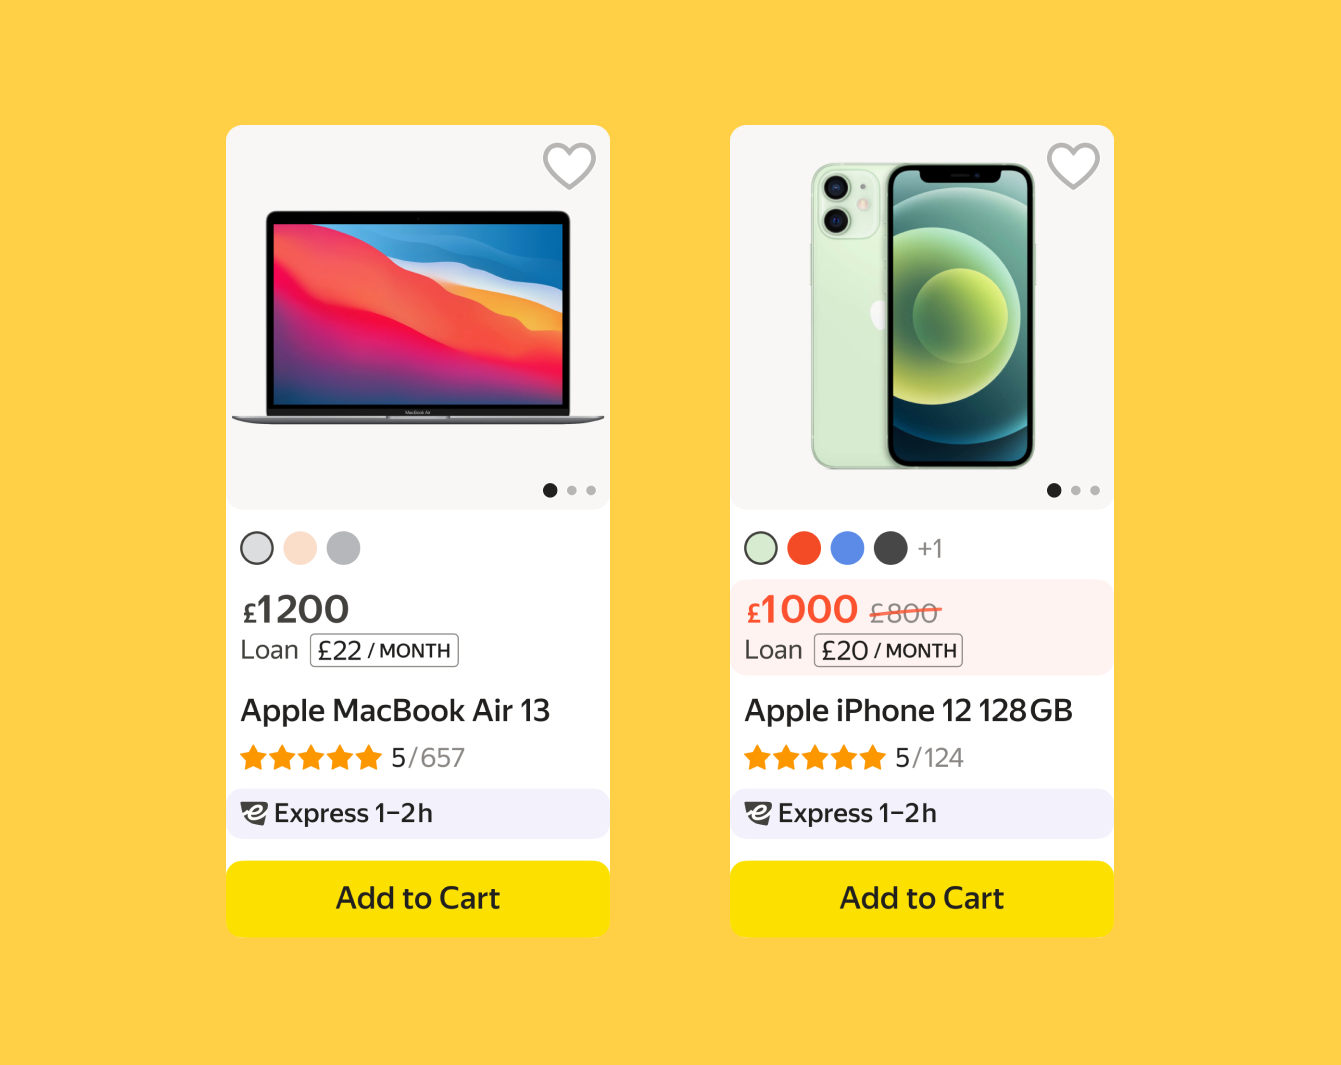 MacBook Air
£1200
Loan £22 / MONTH
Apple MacBook Air 13
5/657
Express 1–2h
Add to Cart
+1
£1000 £800
Loan £20 / MONTH
Apple iPhone 12 128GB
5/124
Express 1–2h
Add to Cart